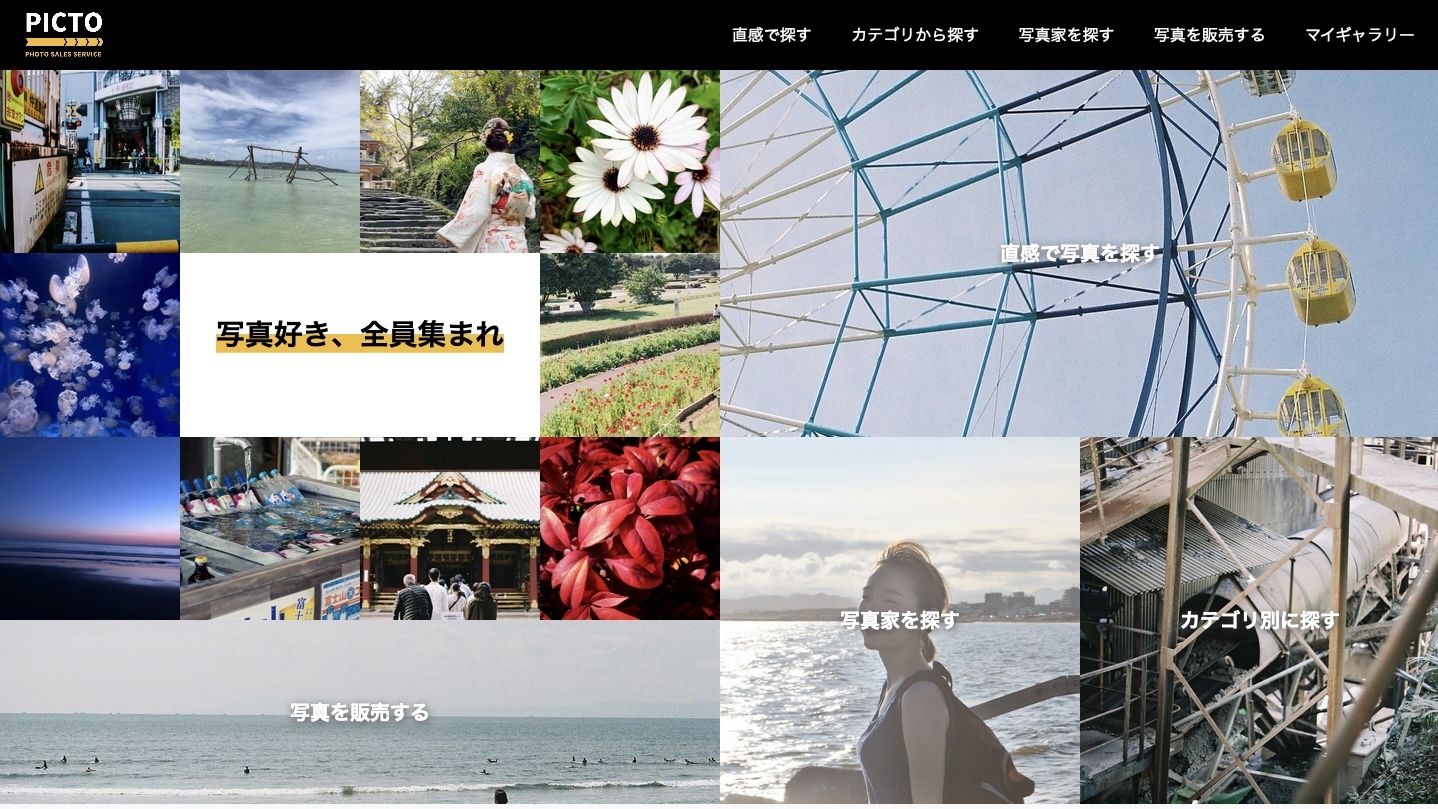 PICTO
PHOTO SALES SERVICE
直感で探す
カテゴリから探す
写真家を探す
写真を販売する
マイギャラリー
直感で写真を探す
写真好き、全員集まれ
写真家を探す
カテゴリ別に探す
写真を販売する